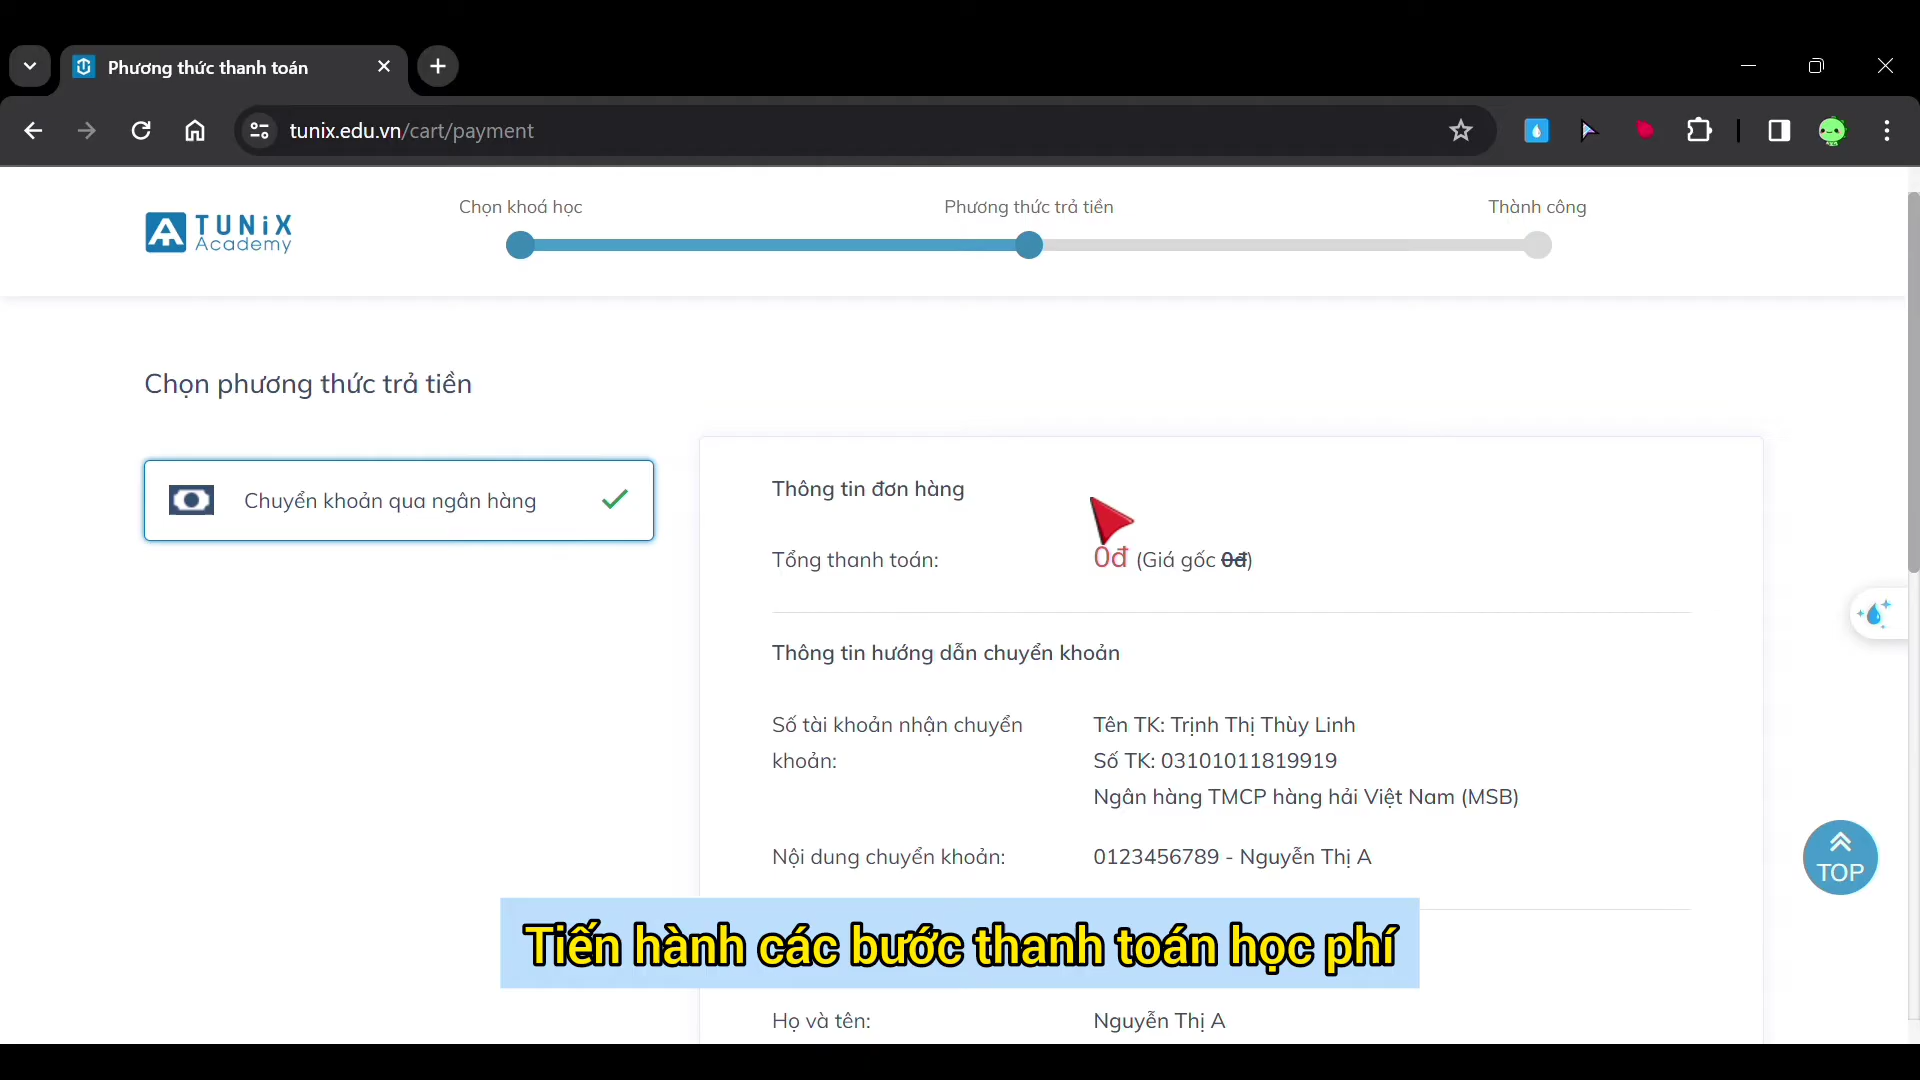 Phương thức thanh toán
tunix.edu.vn/cart/payment
TUNiX
Academy
Chọn khoá học
Phương thức trả tiền
Thành công
Chọn phương thức trả tiền
Chuyển khoản qua ngân hàng
Thông tin đơn hàng
Tổng thanh toán: 0đ (Giá gốc 0đ)
Thông tin hướng dẫn chuyển khoản
Số tài khoản nhận chuyển khoản:
Tên TK: Trịnh Thị Thùy Linh
Số TK: 03101011819919
Ngân hàng TMCP hàng hải Việt Nam (MSB)
Nội dung chuyển khoản: 0123456789 - Nguyễn Thị A
TOP
Tiến hành các bước thanh toán học phí
Họ và tên: Nguyễn Thị A